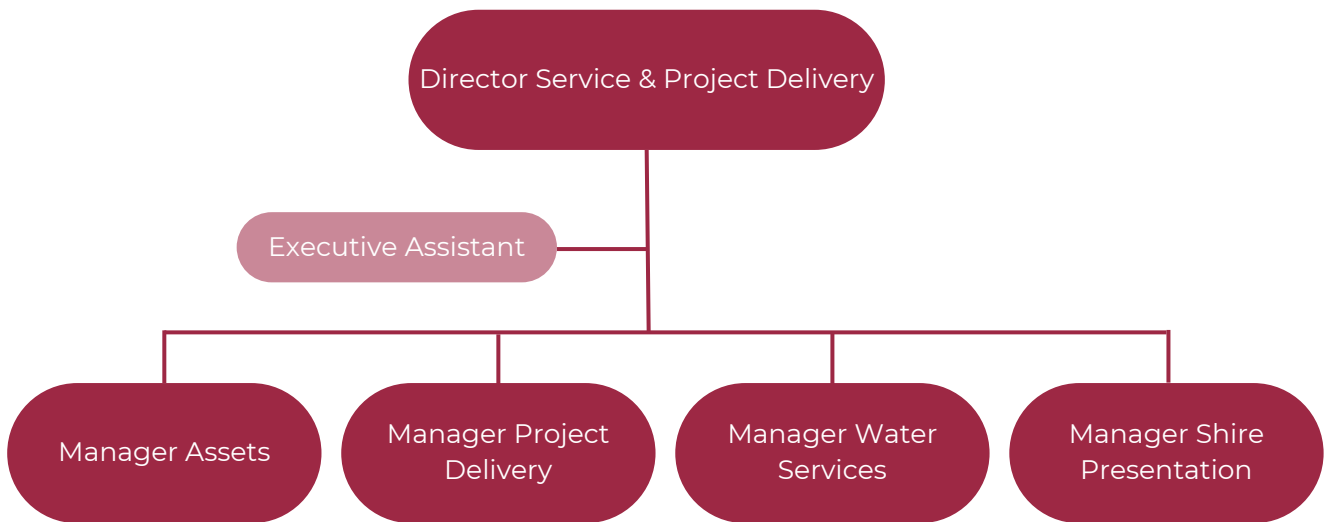 Director Service & Project Delivery
Executive Assistant
Manager Assets
Manager Project
Delivery
Manager Water
Services
Manager Shire
Presentation